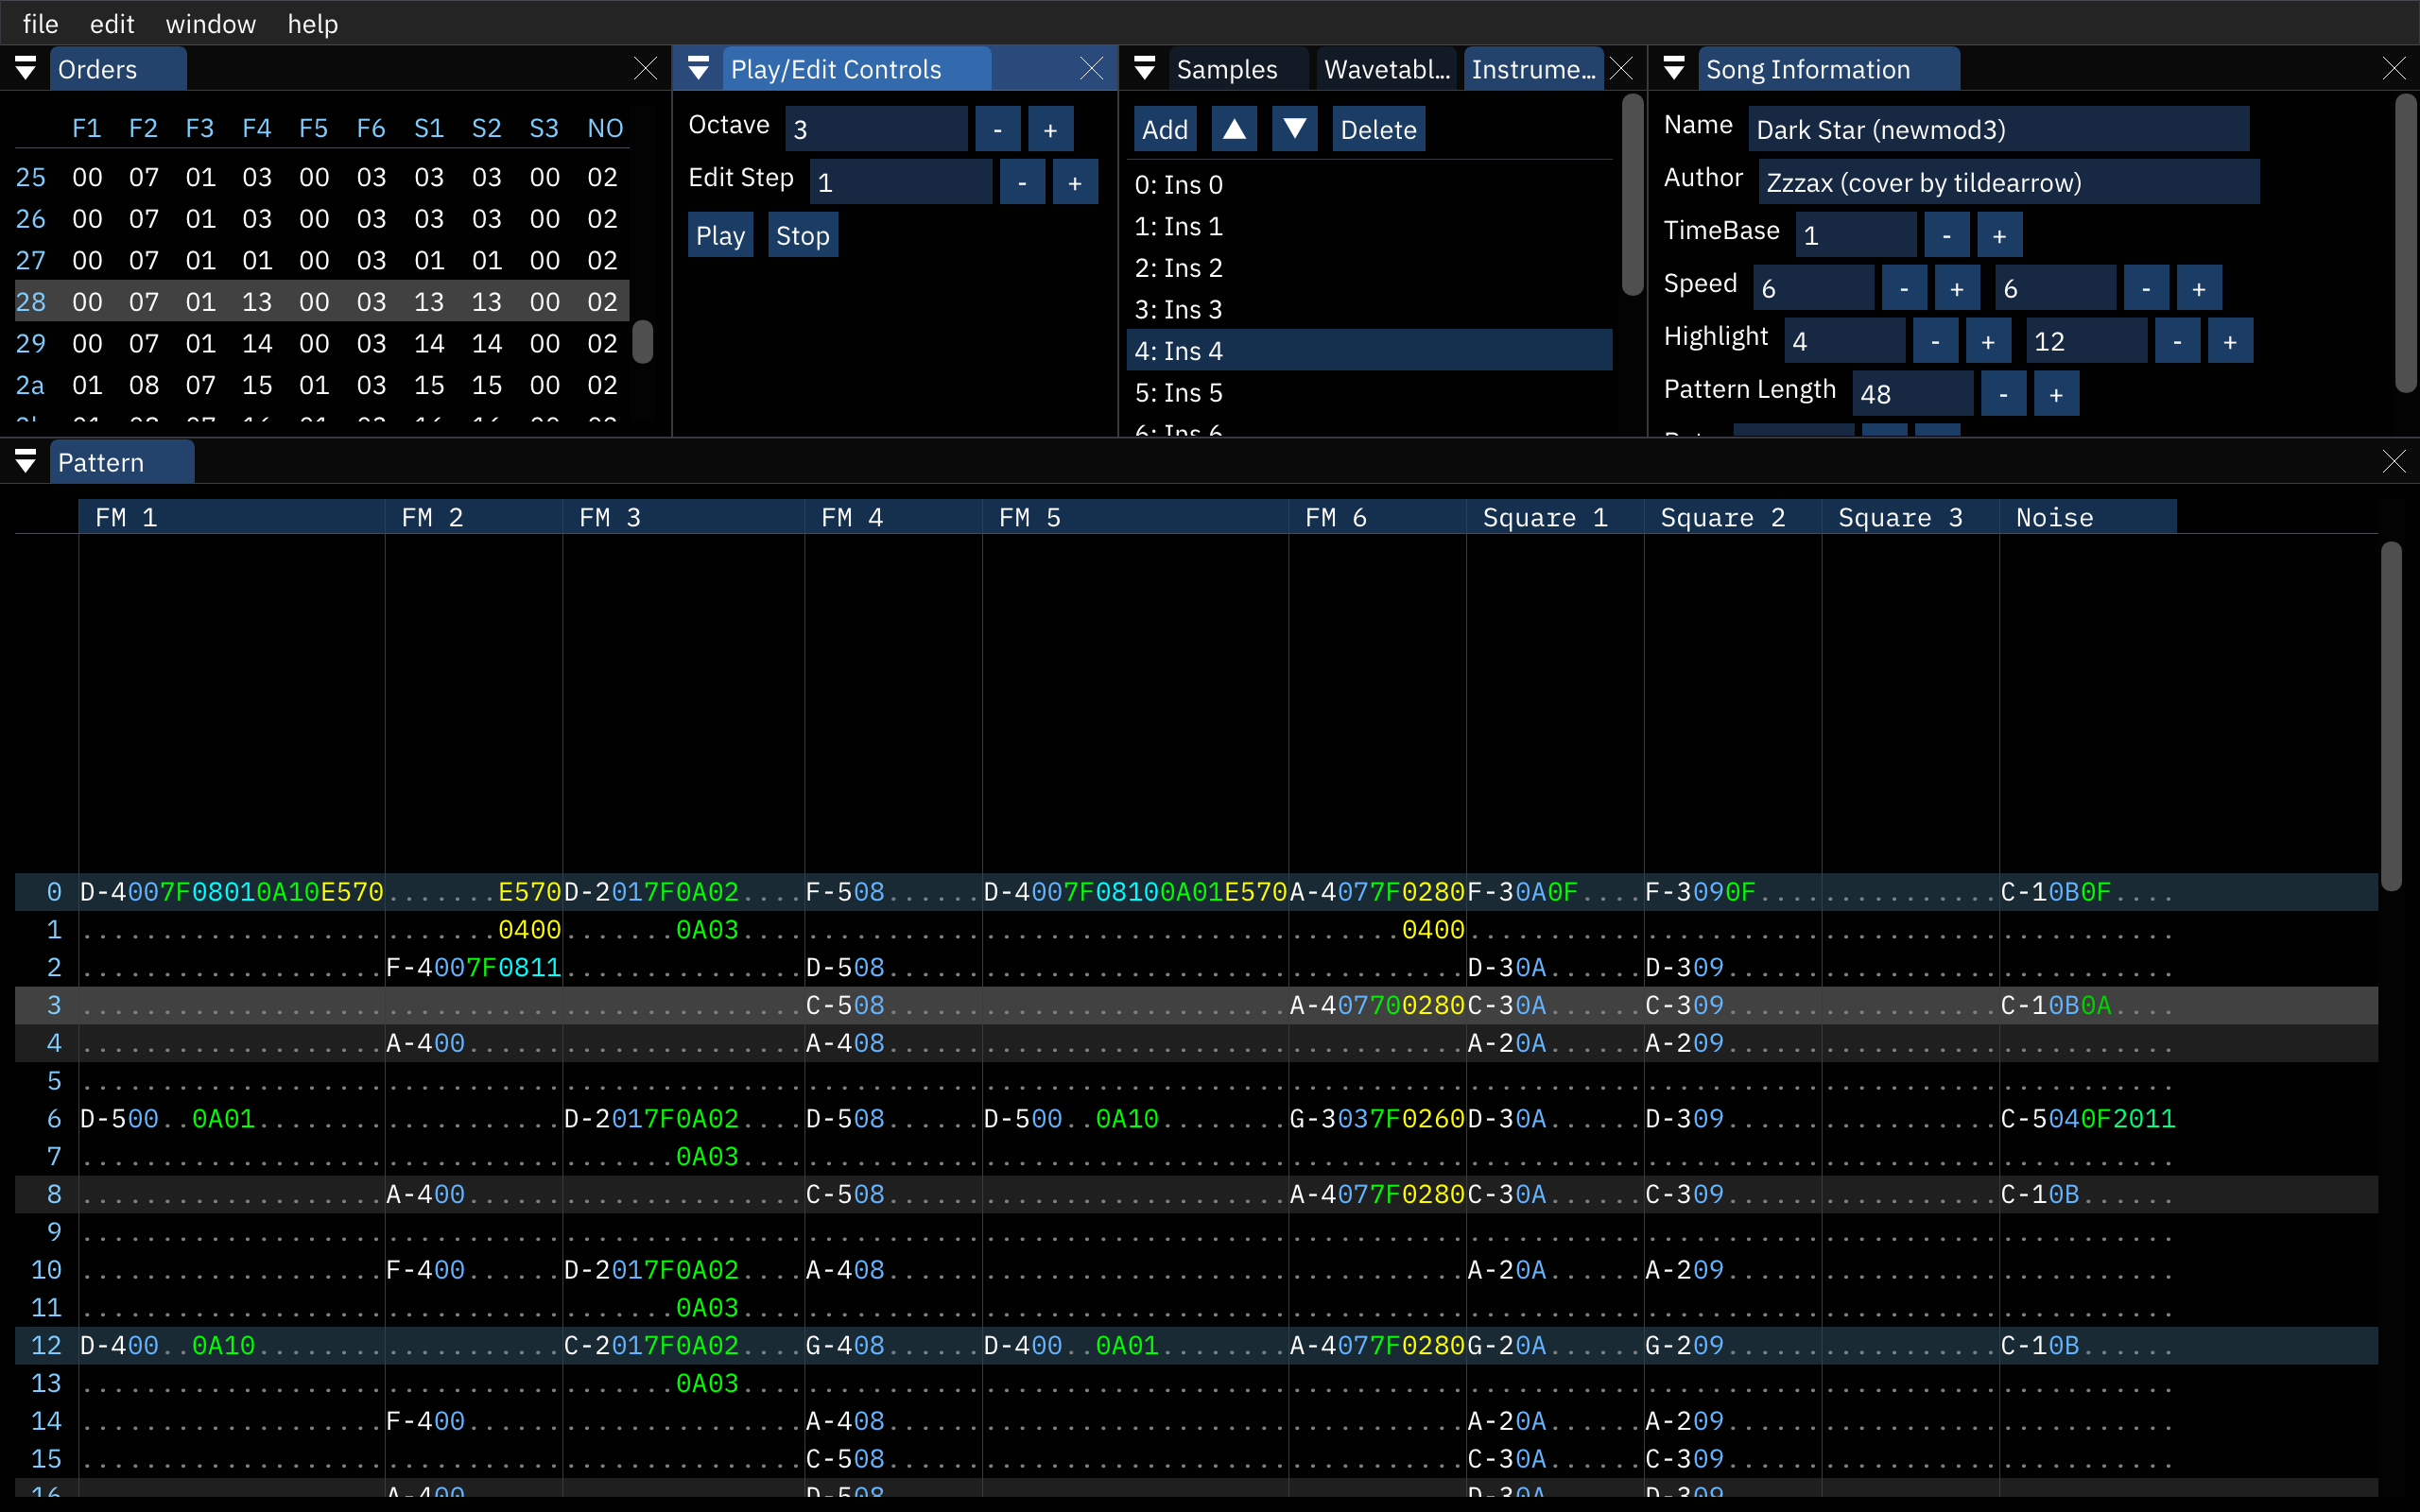 file edit window help
Orders
F1 F2 F3 F4 F5 F6 S1 S2 S3 NO
25 00 07 01 03 00 03 03 03 00 02
26 00 07 01 03 00 03 03 03 00 02
27 00 07 01 01 00 03 01 01 00 02
28 00 07 01 13 00 03 13 13 00 02
29 00 07 01 14 00 03 14 14 00 02
2a 01 08 07 15 01 03 15 15 00 02
Play/Edit Controls
Octave 3 - +
Edit Step 1 - +
Play Stop
Samples Wavetabl... Instrume...
Add ▲ ▼ Delete
0: Ins 0
1: Ins 1
2: Ins 2
3: Ins 3
4: Ins 4
5: Ins 5
6: Ins 6
Song Information
Name Dark Star (newmod3)
Author Zzzax (cover by tildearrow)
TimeBase 1 - +
Speed 6 - + 6 - +
Highlight 4 - + 12 - +
Pattern Length 48 - +
Pattern
FM 1 FM 2 FM 3 FM 4 FM 5 FM 6 Square 1 Square 2 Square 3 Noise
0 D-4007F08010A10E570.......E570D-2017F0A02....F-508......D-4007F08100A01E570A-4077F0280F-30A0F....F-3090F...............C-10B0F....
1 0400 0A03 0400
2 F-4007F0811 D-508 D-30A D-309
3 C-508 A-407700280 C-30A C-309 C-10B0A
4 A-400 A-408 A-20A A-209
5
6 D-500..0A01 D-2017F0A02 D-508 D-500..0A10 G-3037F0260 D-30A D-309 C-5040F2011
7 0A03
8 A-400 C-508 A-4077F0280 C-30A C-309 C-10B
9
10 F-400 D-2017F0A02 A-408 A-20A A-209
11 0A03
12 D-400..0A10 C-2017F0A02 G-408 D-400..0A01 A-4077F0280 G-20A G-209 C-10B
13 0A03
14 F-400 A-408 A-20A A-209
15 C-508 C-30A C-309
16 A-400 D-508 D-30A D-309